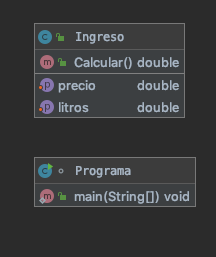 Ingreso
Calcular() double
precio double
litros double
Programa
main(String[]) void